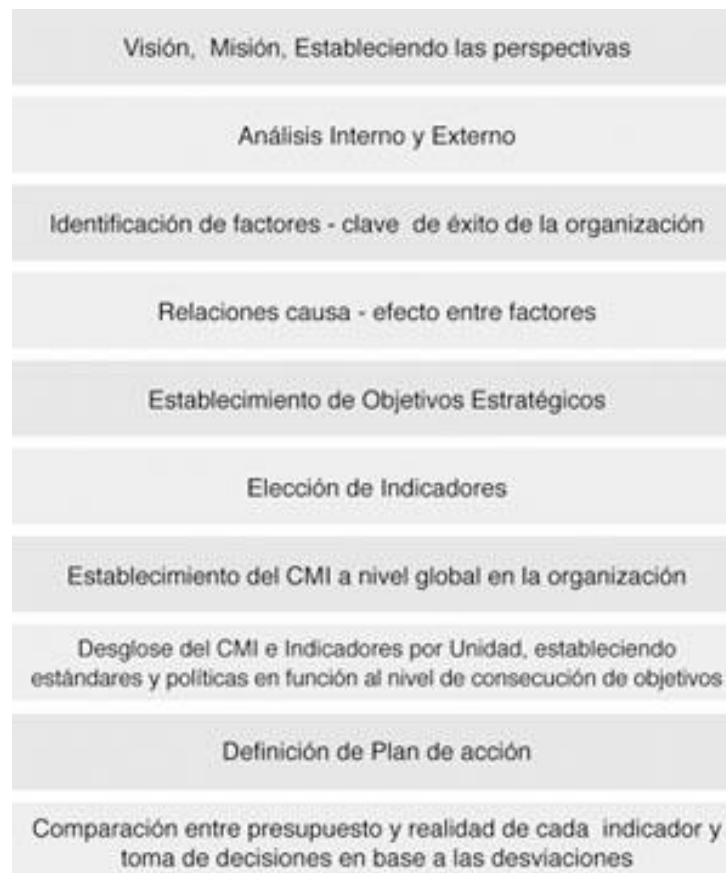 Visión, Misión, Estableciendo las perspectivas
Análisis Interno y Externo
Identificación de factores - clave de éxito de la organización
Relaciones causa - efecto entre factores
Establecimiento de Objetivos Estratégicos
Elección de Indicadores
Establecimiento del CMI a nivel global en la organización
Desglose del CMI e Indicadores por Unidad, estableciendo
estándares y políticas en función al nivel de consecución de objetivos
Definición de Plan de acción
Comparación entre presupuesto y realidad de cada indicador y
toma de decisiones en base a las desviaciones